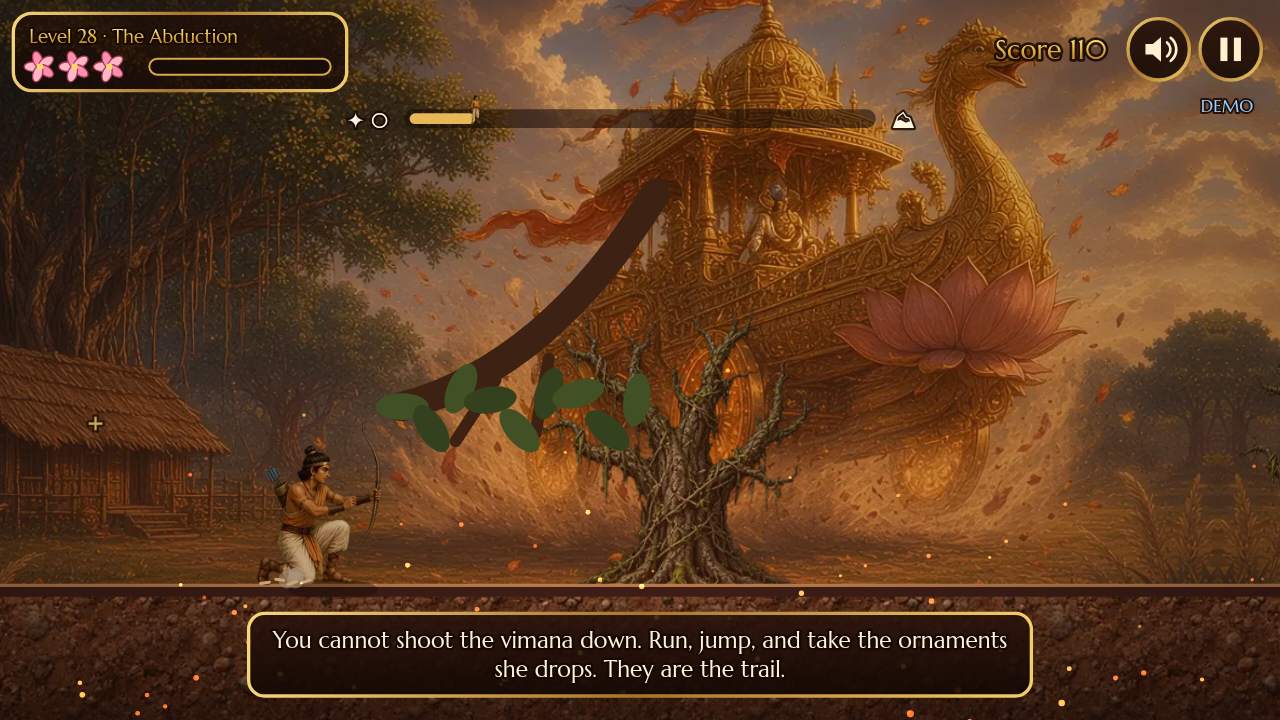 Level 28 · The Abduction
Score 110
DEMO
You cannot shoot the vimana down. Run, jump, and take the ornaments
she drops. They are the trail.